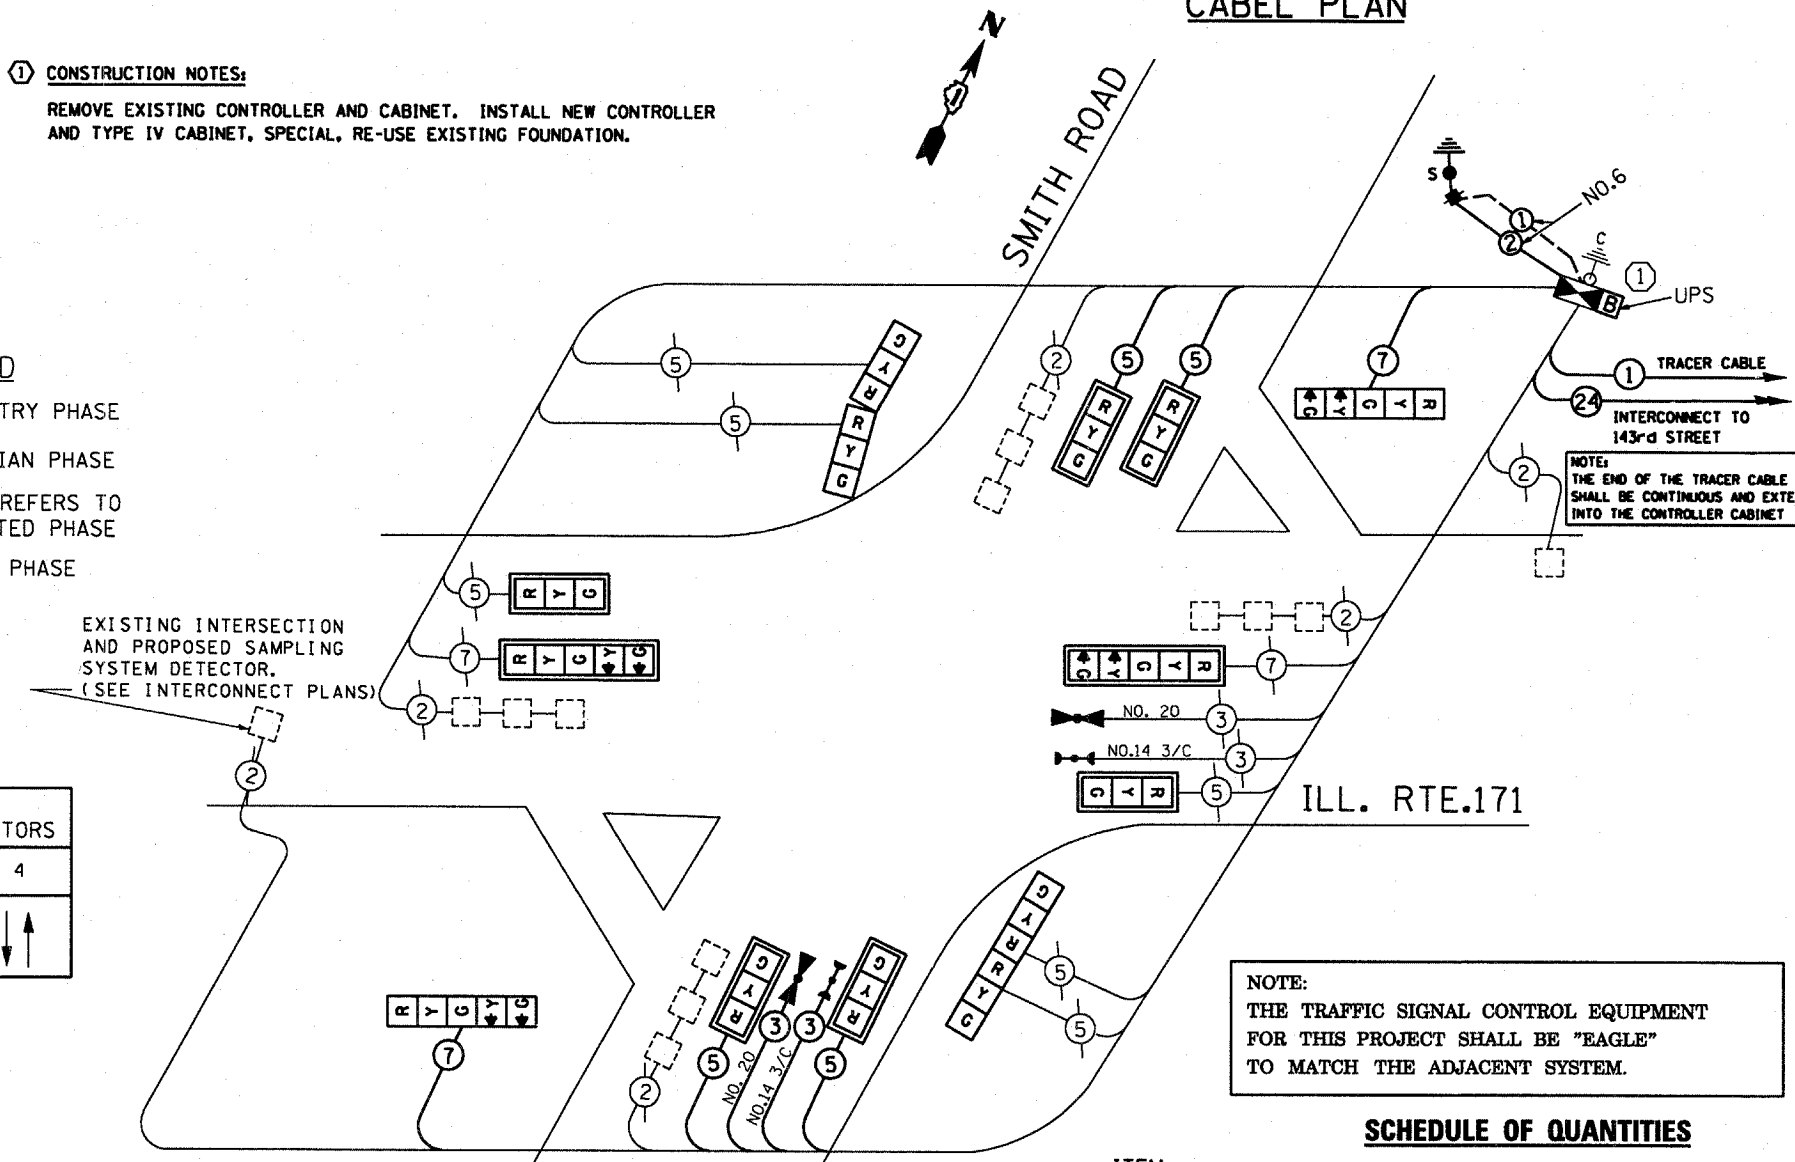 CABEL PLAN
N
1 CONSTRUCTION NOTES:
REMOVE EXISTING CONTROLLER AND CABINET. INSTALL NEW CONTROLLER
AND TYPE IV CABINET, SPECIAL, RE-USE EXISTING FOUNDATION.
SMITH ROAD
S
NO.6
1
2
C
1
B
UPS
D
TRY PHASE
IAN PHASE
REFERS TO
TED PHASE
PHASE
5
5
G
Y
R
R
Y
G
2
5
5
R
Y
G
R
Y
G
7
G Y G Y R
1 TRACER CABLE
24
INTERCONNECT TO
143rd STREET
2
NOTE:
THE END OF THE TRACER CABLE
SHALL BE CONTINUOUS AND EXTE
INTO THE CONTROLLER CABINET
5 R Y G
7 R Y G Y G
2
EXISTING INTERSECTION
AND PROPOSED SAMPLING
SYSTEM DETECTOR.
(SEE INTERCONNECT PLANS)
2
2
G Y G Y R 7
NO. 20 3
NO.14 3/C 3
G Y R 5
ILL. RTE.171
TORS
4
G
Y
R
R
Y
G
5
5
R Y G Y G
7
2
G
Y
R
5
NO. 20
3
NO.14 3/C
3
G
Y
R
5
NOTE:
THE TRAFFIC SIGNAL CONTROL EQUIPMENT
FOR THIS PROJECT SHALL BE "EAGLE"
TO MATCH THE ADJACENT SYSTEM.
SCHEDULE OF QUANTITIES
ITEM